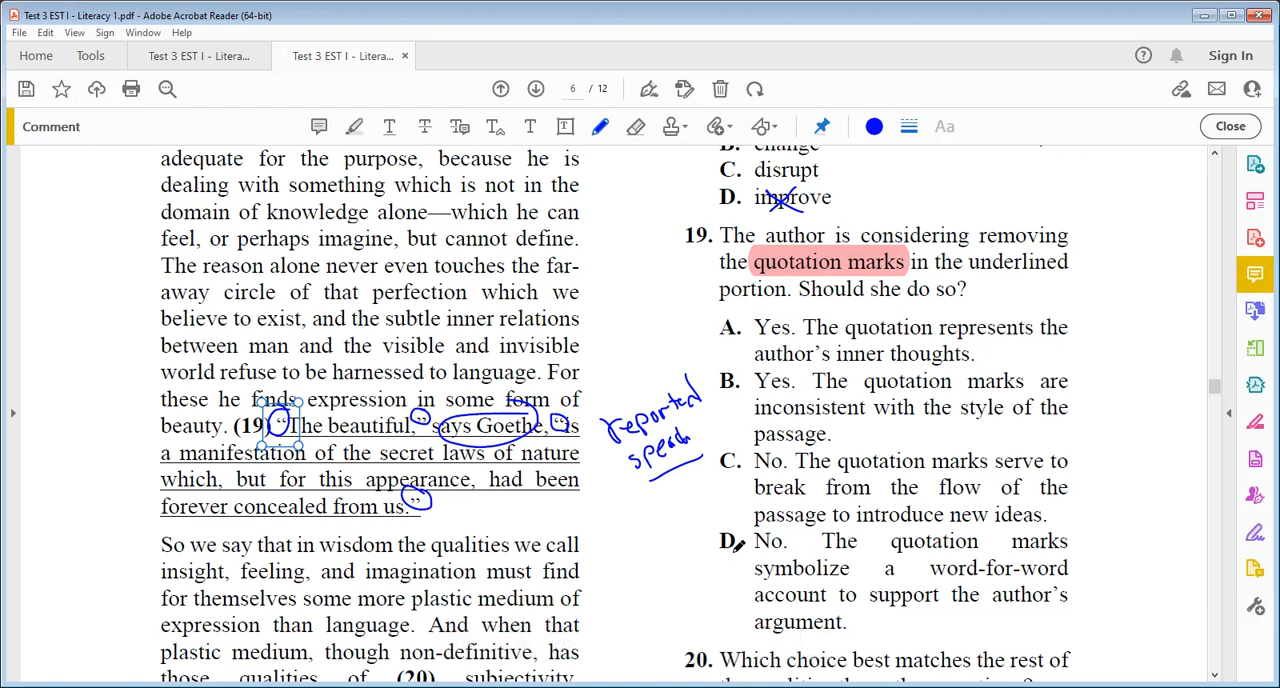 Test 3 EST I - Literacy 1.pdf - Adobe Acrobat Reader (64-bit)
File Edit View Sign Window Help
Home Tools Test 3 EST I - Litera... Test 3 EST I - Litera... × Sign In
6 / 12
Comment Aa Close
adequate for the purpose, because he is
dealing with something which is not in the
domain of knowledge alone—which he can
feel, or perhaps imagine, but cannot define.
The reason alone never even touches the far-
away circle of that perfection which we
believe to exist, and the subtle inner relations
between man and the visible and invisible
world refuse to be harnessed to language. For
these he finds expression in some form of
beauty. (19) “The beautiful,” says Goethe, “is
a manifestation of the secret laws of nature
which, but for this appearance, had been
forever concealed from us.”
So we say that in wisdom the qualities we call
insight, feeling, and imagination must find
for themselves some more plastic medium of
expression than language. And when that
plastic medium, though non-definitive, has
those qualities of (20) subjectivity,
reported
speech
B. change
C. disrupt
D. improve
19. The author is considering removing
the quotation marks in the underlined
portion. Should she do so?
A. Yes. The quotation represents the
author’s inner thoughts.
B. Yes. The quotation marks are
inconsistent with the style of the
passage.
C. No. The quotation marks serve to
break from the flow of the
passage to introduce new ideas.
D. No. The quotation marks
symbolize a word-for-word
account to support the author’s
argument.
20. Which choice best matches the rest of